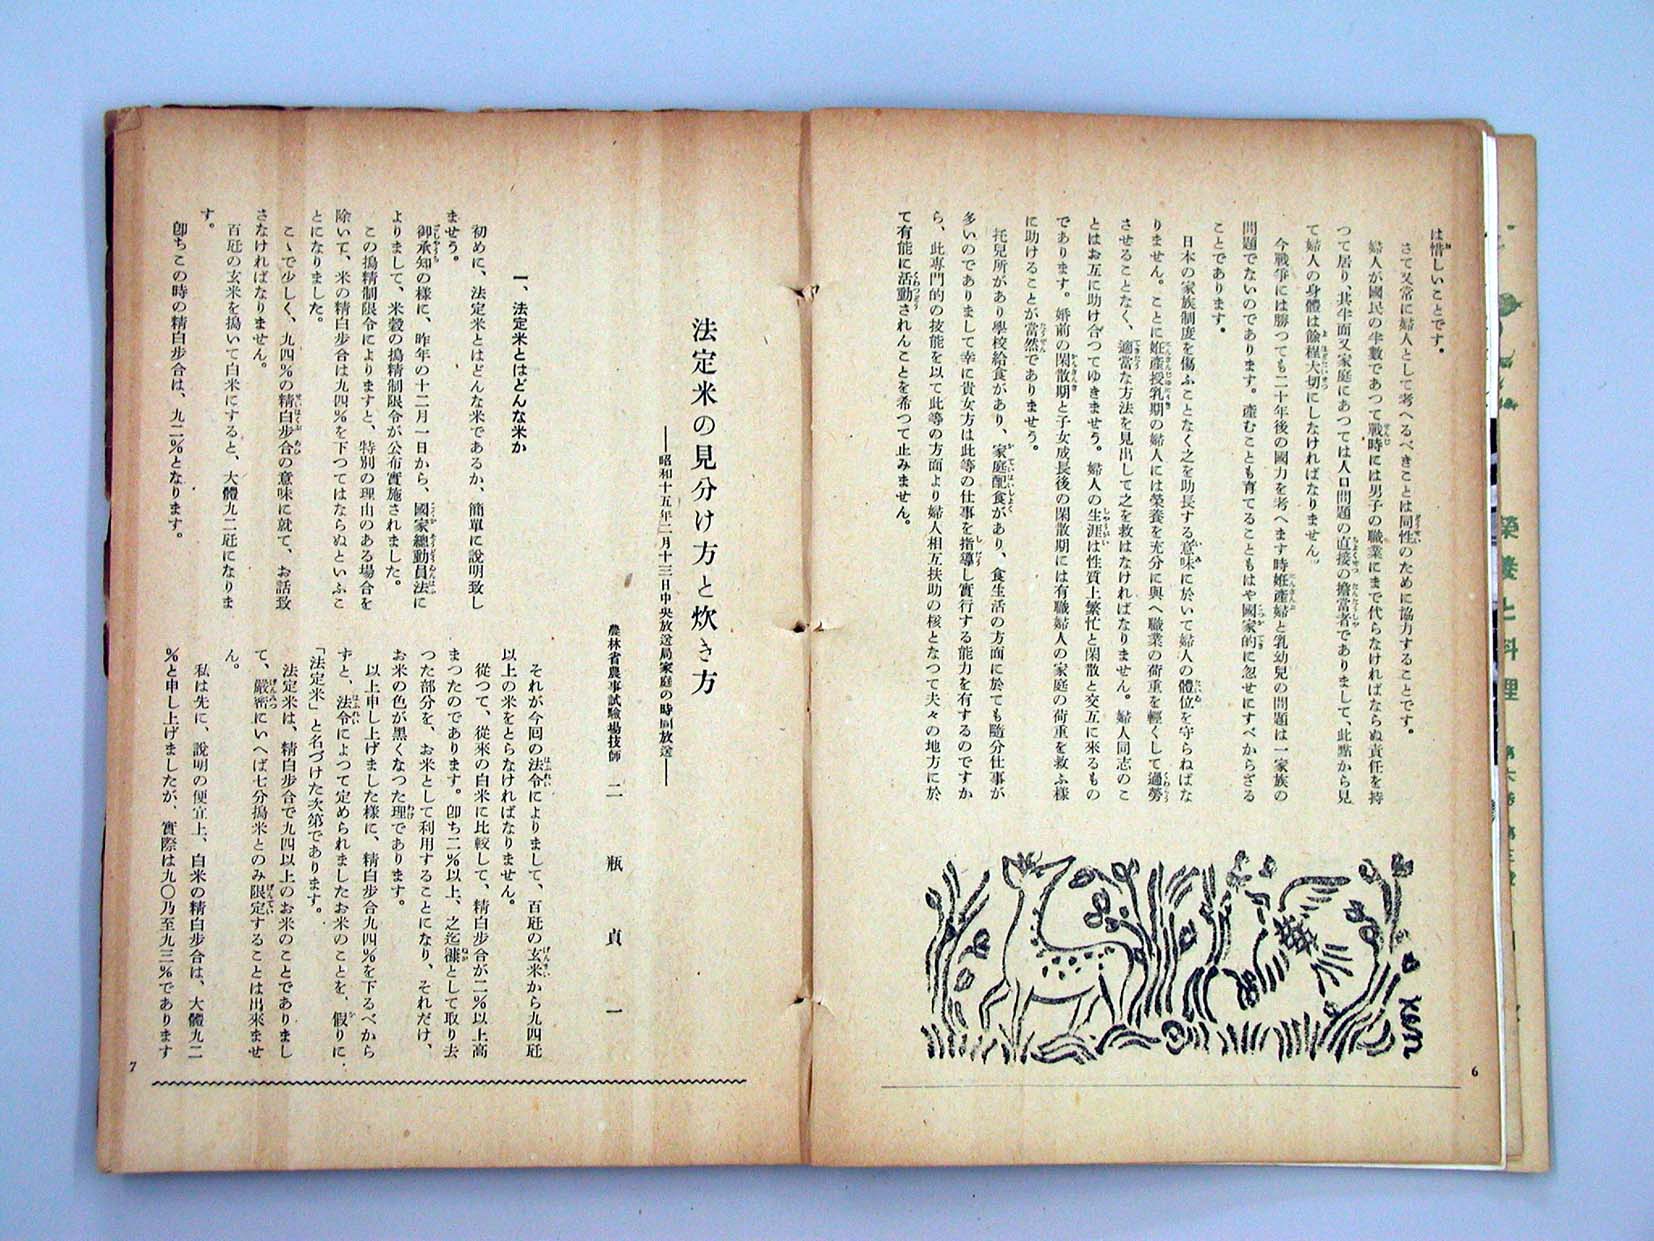 は惜しいことです。
さて又常に婦人として考へるべきことは同性のために協力することです。
婦人が國民の半數であつて戰時には男子の職業にまで代らなければならぬ責任を持
つて居り、其半面又家庭にあつては人口問題の直接の擔當者でありまして、此點から見
て婦人の身體は餘程大切にしなければなりません。
今戰爭には勝つても二十年後の國力を考へます時姙產婦と乳幼兒の問題は一家族の
問題でないのであります。產むことも育てることもはや國家的に忽せにすべからざる
ことであります。
日本の家族制度を傷ふことなく之を助長する意味に於いて婦人の體位を守らねばな
りません。ことに姙產授乳期の婦人には榮養を充分に與へ職業の荷重を輕くして過勞
させることなく、適當な方法を見出して之を救はなければなりません。婦人同志のこ
とはお互に助け合つてゆきませう。婦人の生涯は性質上繁忙と閑散と交互に來るもの
であります。婚前の閑散期と子女成長後の閑散期には有職婦人の家庭の荷重を救ふ樣
に助けることが當然でありませう。
托兒所があり學校給食があり、家庭配食があり、食生活の方面に於ても隨分仕事が
多いのでありまして幸に貴女方は此等の仕事を指導し實行する能力を有するのですか
ら、此專門的の技能を以て此等の方面より婦人相互扶助の核となつて夫々の地方に於
て有能に活動されんことを希つて止みません。
Ken
6
榮養と料理
法定米の見分け方と炊き方
──昭和十五年二月十三日中央放送局家庭の時間放送──
農林省農事試驗場技師 二瓶貞一
一、法定米とはどんな米か
初めに、法定米とはどんな米であるか、簡單に說明致し
ませう。
御承知の樣に、昨年の十二月一日から、國家總動員法に
よりまして、米穀の搗精制限令が公布實施されました。
この搗精制限令によりますと、特別の理由のある場合を
除いて、米の精白步合は九四%を下つてはならぬといふこ
とになりました。
こゝで少しく、九四%の精白步合の意味に就て、お話致
さなければなりません。
百瓩の玄米を搗いて白米にすると、大體九二瓩になりま
す。
卽ちこの時の精白步合は、九二%となります。
それが今回の法令によりまして、百瓩の玄米から九四瓩
以上の米をとらなければなりません。
從つて、從來の白米に比較して、精白步合が二%以上高
まつたのであります。卽ち二%以上、之迄糠として取り去
つた部分を、お米として利用することになり、それだけ、
お米の色が黑くなつた理であります。
以上申し上げました樣に、精白步合九四%を下るべから
ずと、法令によつて定められましたお米のことを、假りに
「法定米」と名づけた次第であります。
法定米は、精白步合で九四以上のお米のことでありまし
て、嚴密にいへば七分搗米とのみ限定することは出來ませ
ん。
私は先に、說明の便宜上、白米の精白步合は、大體九二
%と申し上げましたが、實際は九〇乃至九三%であります
7